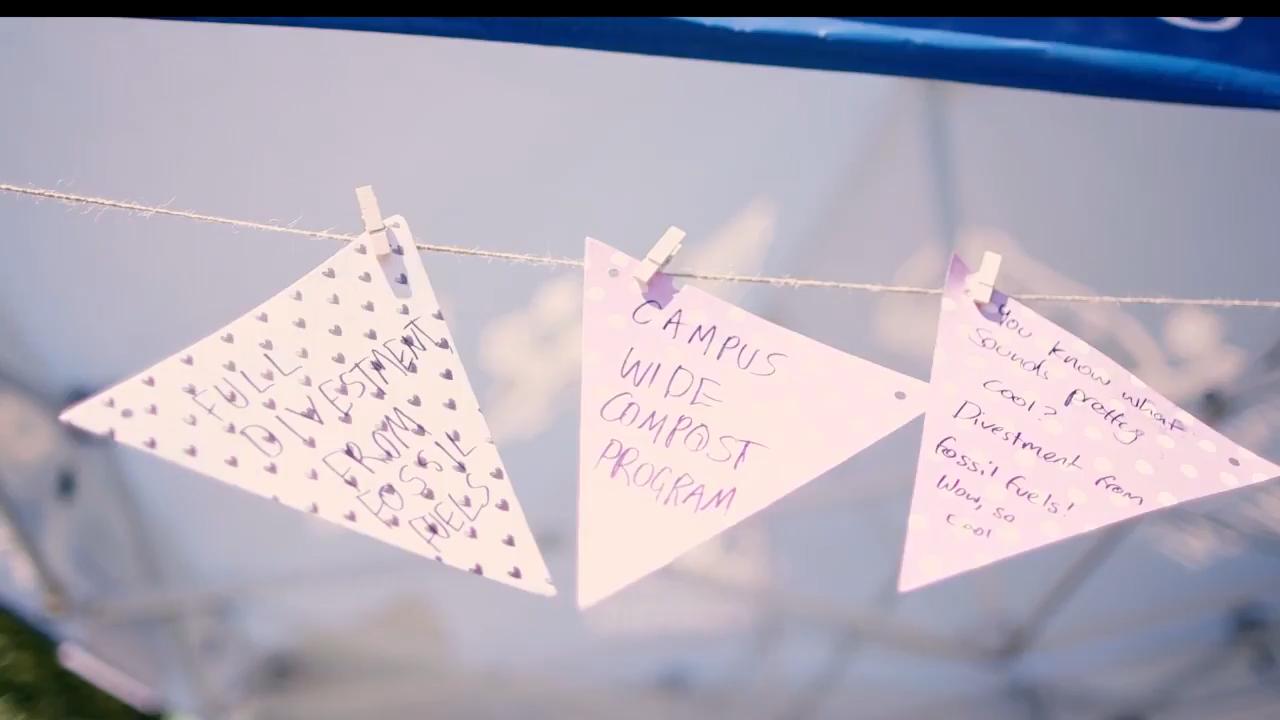 FULL
DIVESTMENT
FROM
FOSSIL
FUELS
CAMPUS
WIDE
COMPOST
PROGRAM
You know what
sounds pretty
cool?
Divestment from
fossil fuels!
Wow, so
cool